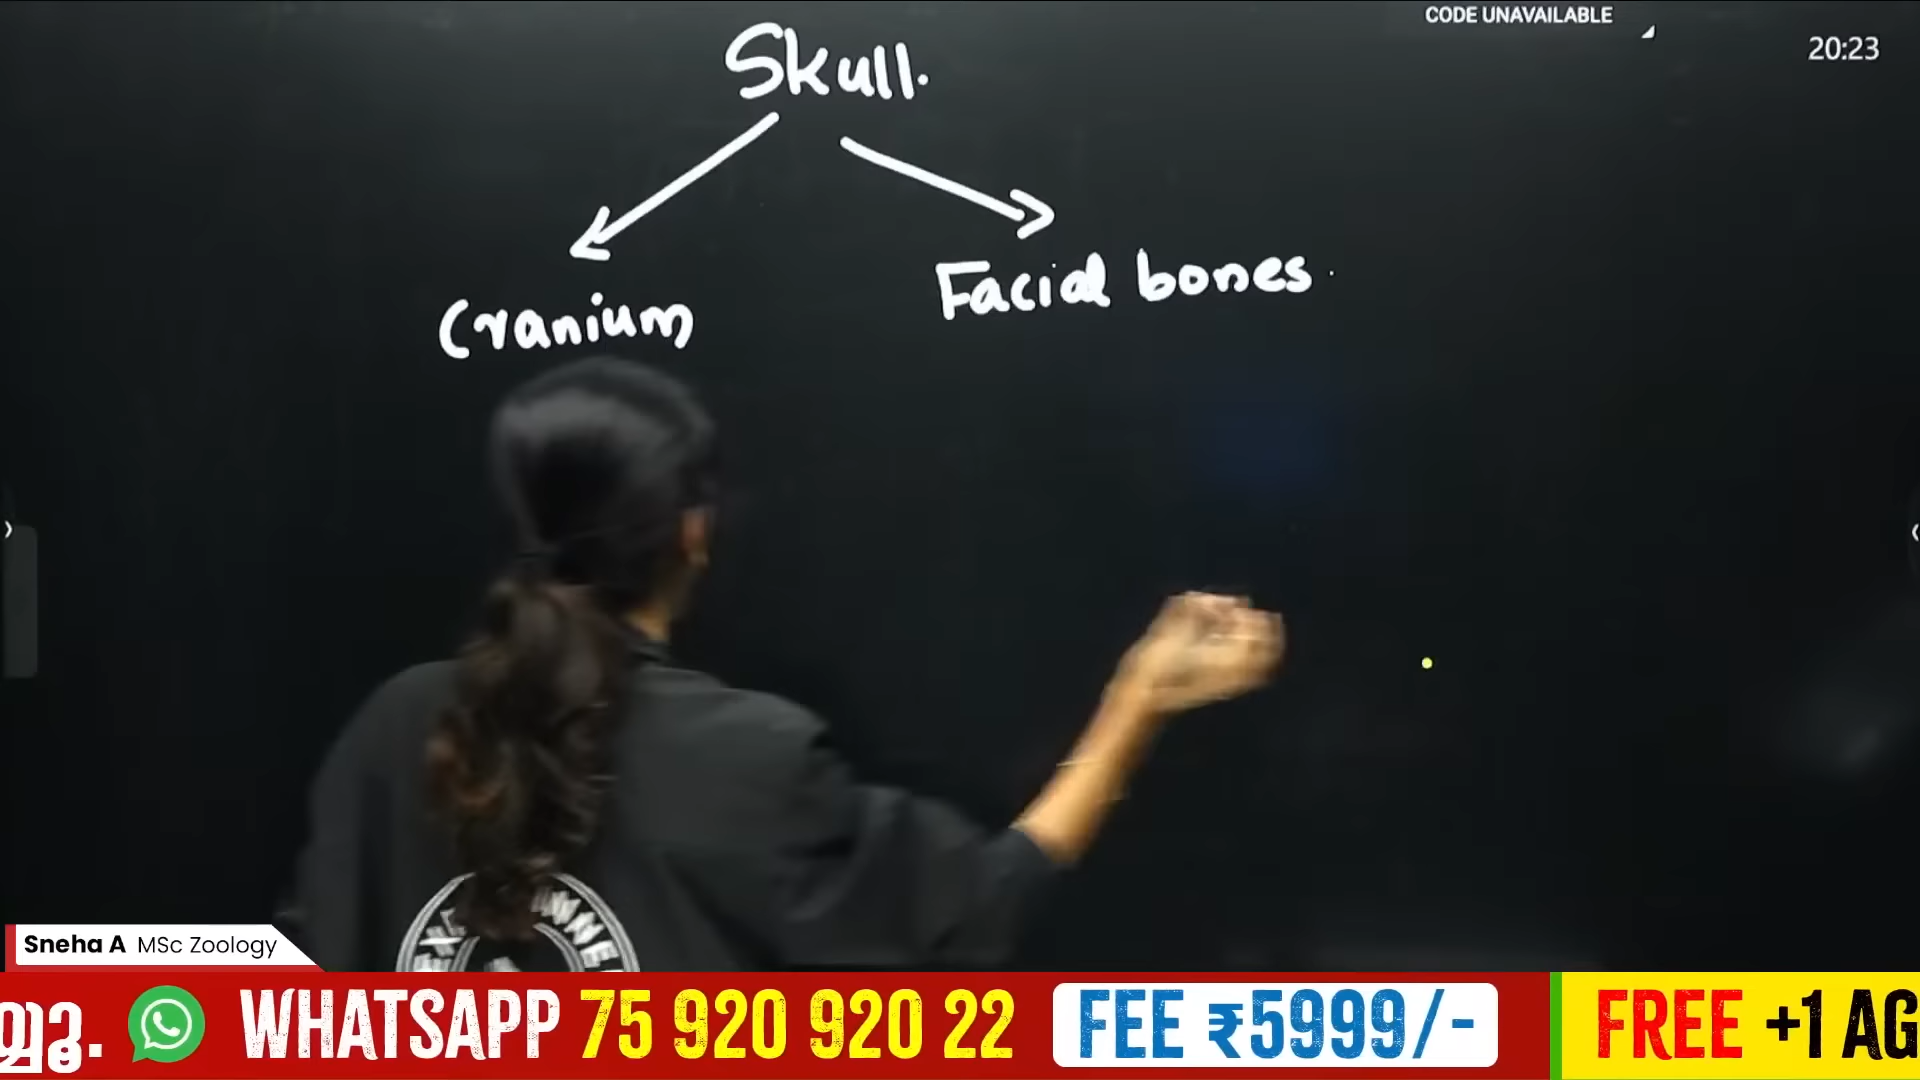 CODE UNAVAILABLE
20:23
Skull.
Cranium
Facial bones.
Sneha A MSc Zoology
WHATSAPP 75 920 920 22
FEE ₹5999/-
FREE +1 AG